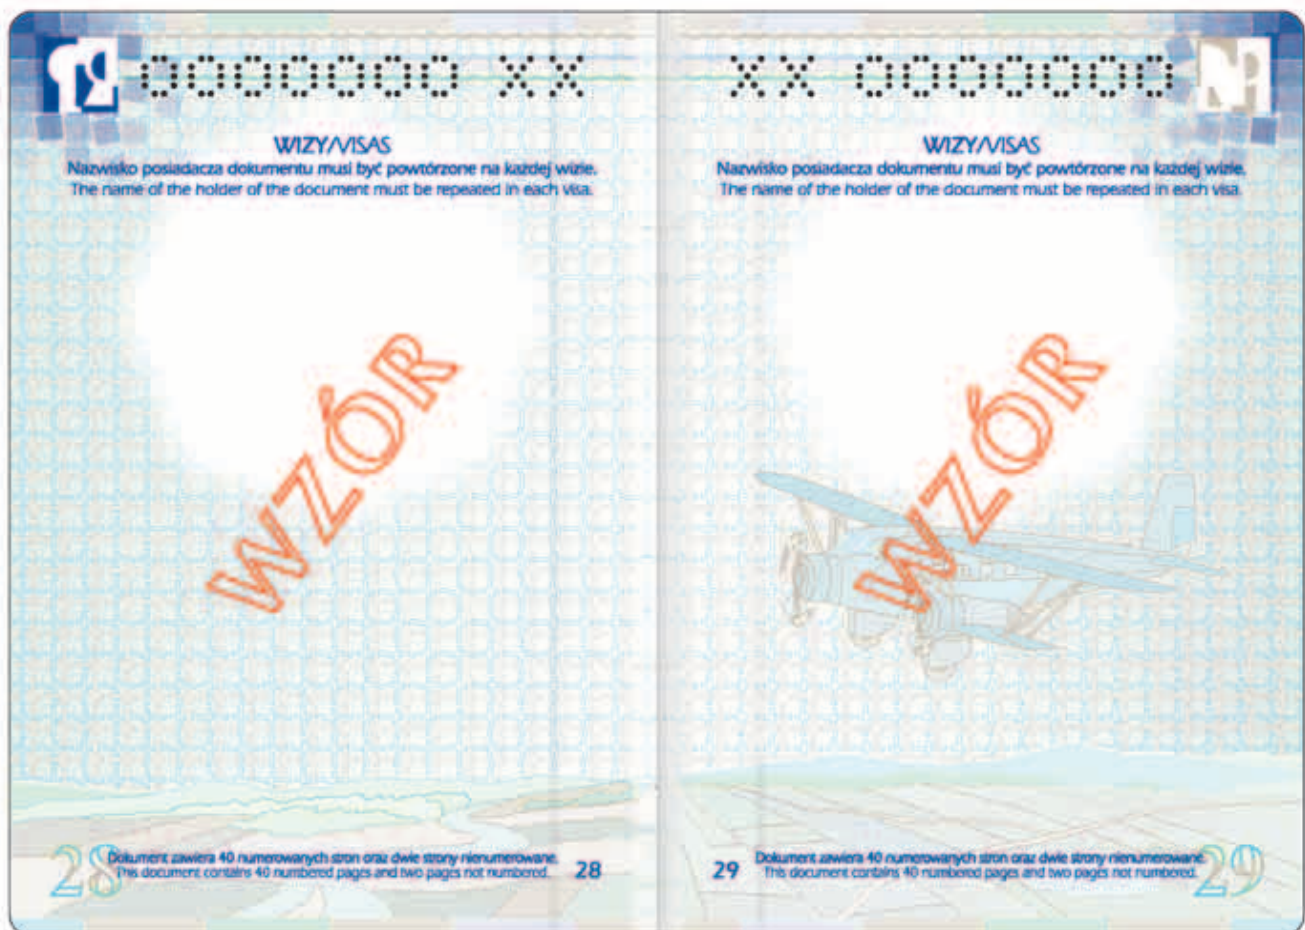 0000000 XX
WIZY/VISAS
Nazwisko posiadacza dokumentu musi być powtórzone na każdej wizie.
The name of the holder of the document must be repeated in each visa.
WZÓR
Dokument zawiera 40 numerowanych stron oraz dwie strony nienumerowane.
This document contains 40 numbered pages and two pages not numbered.
28
28
XX 0000000
WIZY/VISAS
Nazwisko posiadacza dokumentu musi być powtórzone na każdej wizie.
The name of the holder of the document must be repeated in each visa.
WZÓR
29
Dokument zawiera 40 numerowanych stron oraz dwie strony nienumerowane.
This document contains 40 numbered pages and two pages not numbered.
29